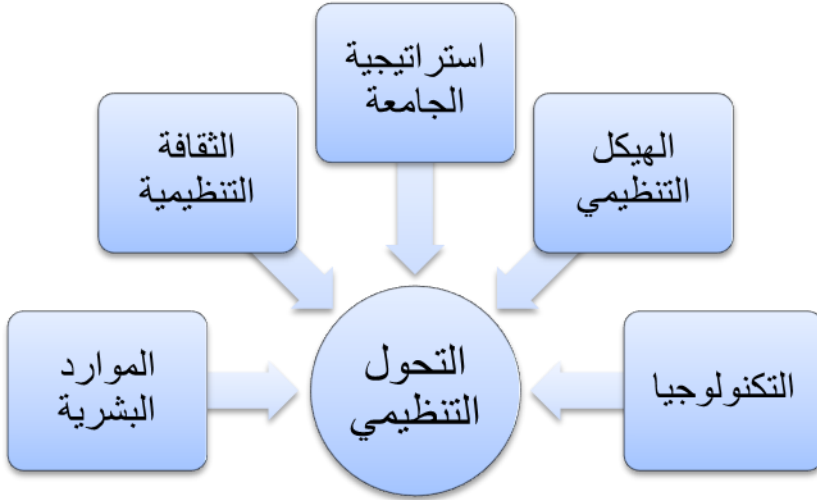 استراتيجية
الجامعة
الهيكل
التنظيمي
الثقافة
التنظيمية
التكنولوجيا
التحول
التنظيمي
الموارد
البشرية